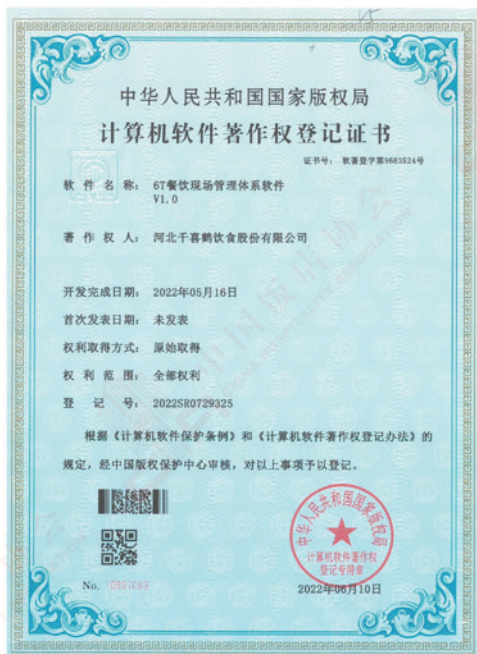 中华人民共和国国家版权局
计算机软件著作权登记证书
证书号： 软著登字第9683524号
软件名称： 6T餐饮现场管理体系软件
V1.0
著作权人： 河北千喜鹤饮食股份有限公司
开发完成日期： 2022年05月16日
首次发表日期： 未发表
权利取得方式： 原始取得
权利范围： 全部权利
登记号： 2022SR0729325
根据《计算机软件保护条例》和《计算机软件著作权登记办法》的
规定，经中国版权保护中心审核，对以上事项予以登记。
中华人民共和国国家版权局
计算机软件著作权
登记专用章
No.
2022年06月10日